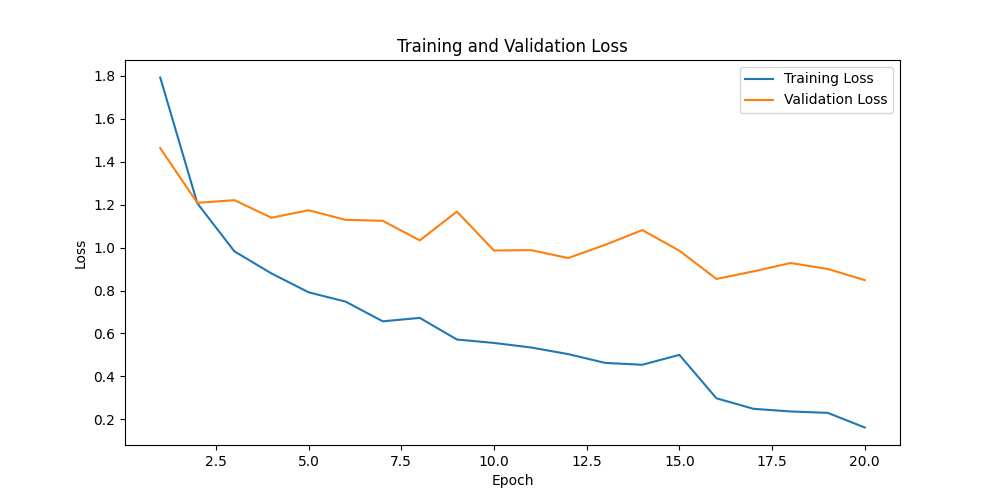 Training and Validation Loss
Training Loss
Validation Loss
1.8
1.6
1.4
1.2
1.0
0.8
0.6
0.4
0.2
Loss
2.5 5.0 7.5 10.0 12.5 15.0 17.5 20.0
Epoch